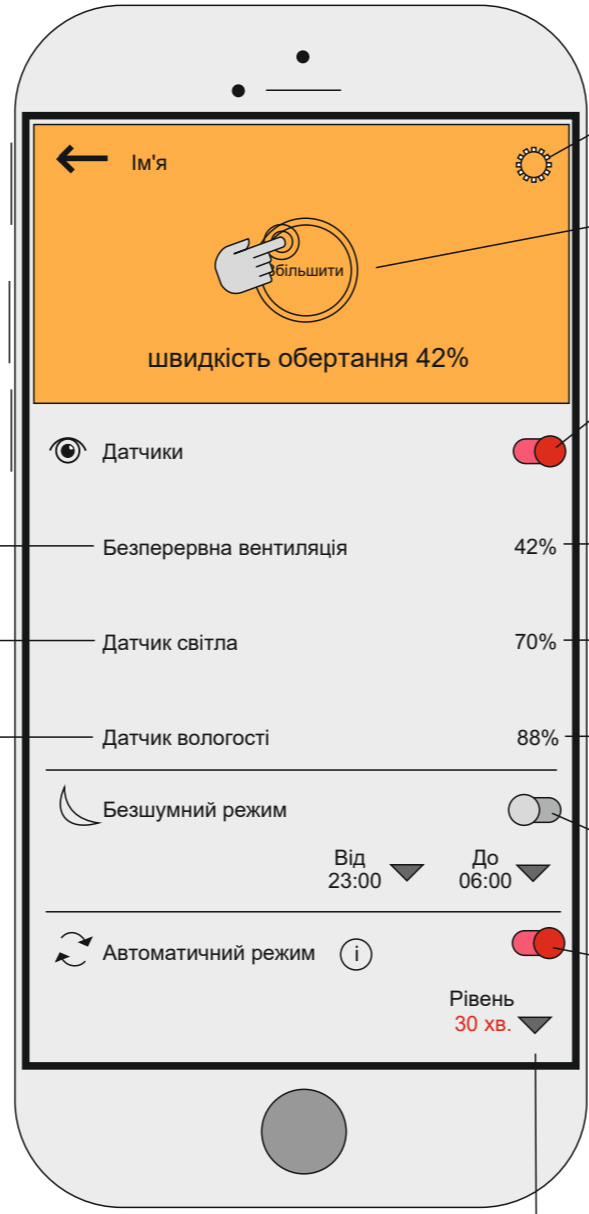 Ім'я
Збільшити
швидкість обертання 42%
Датчики
Безперервна вентиляція 42%
Датчик світла 70%
Датчик вологості 88%
Безшумний режим
Від До
23:00 06:00
Автоматичний режим i
Рівень
30 хв.